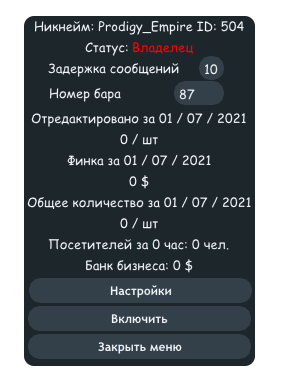 Никнейм: Prodigy_Empire ID: 504
Статус: Владелец
Задержка сообщений 10
Номер бара 87
Отредактировано за 01 / 07 / 2021
0 / шт
Финка за 01 / 07 / 2021
0 $
Общее количество за 01 / 07 / 2021
0 / шт
Посетителей за 0 час: 0 чел.
Банк бизнеса: 0 $
Настройки
Включить
Закрыть меню